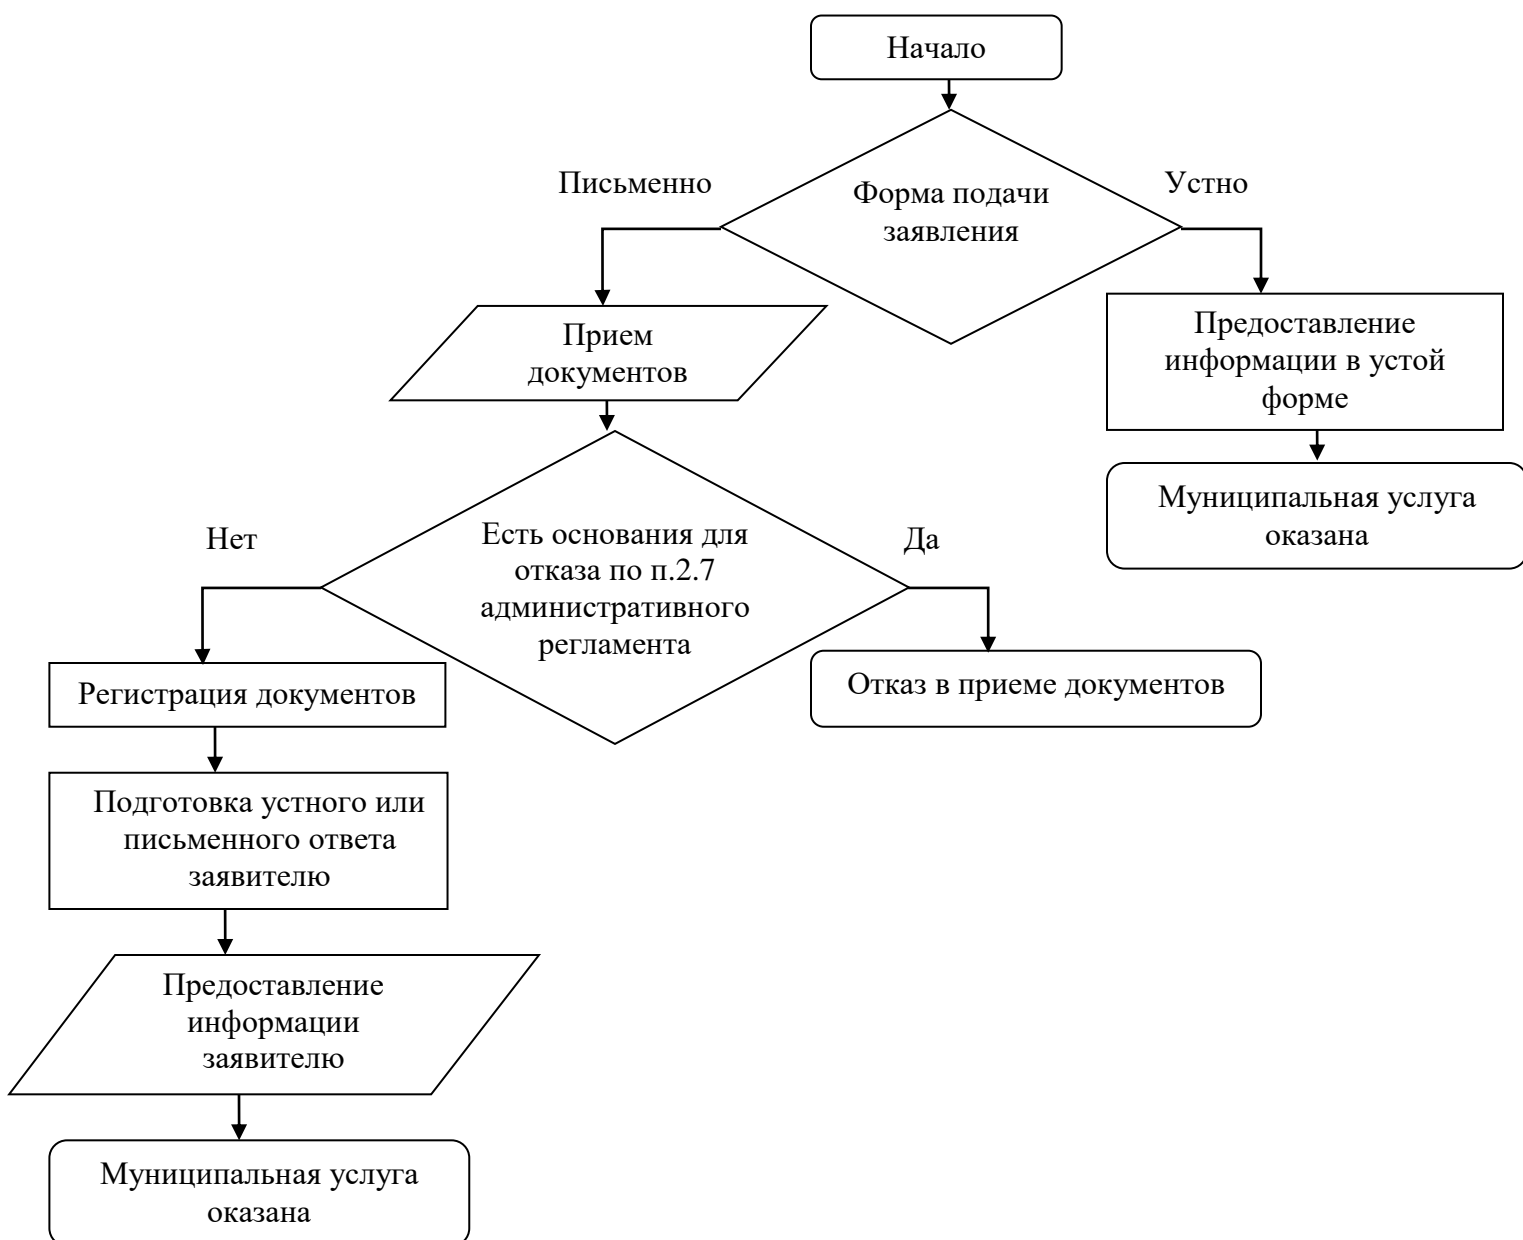 Начало
Письменно
Форма подачи
заявления
Устно
Прием
документов
Предоставление
информации в устой
форме
Муниципальная услуга
оказана
Нет
Есть основания для
отказа по п.2.7
административного
регламента
Да
Регистрация документов
Отказ в приеме документов
Подготовка устного или
письменного ответа
заявителю
Предоставление
информации
заявителю
Муниципальная услуга
оказана